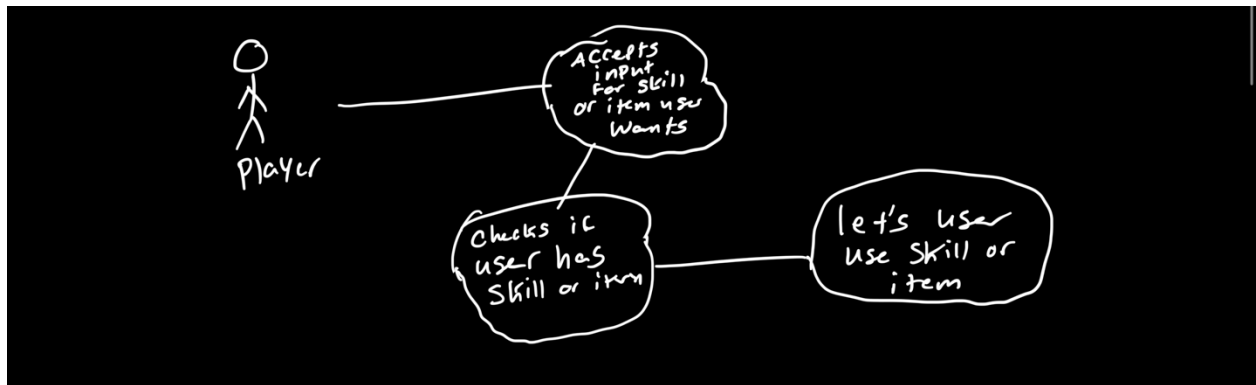 Accepts
input
For skill
or item user
wants
Player
checks if
user has
skill or item
let's user
use skill or
item